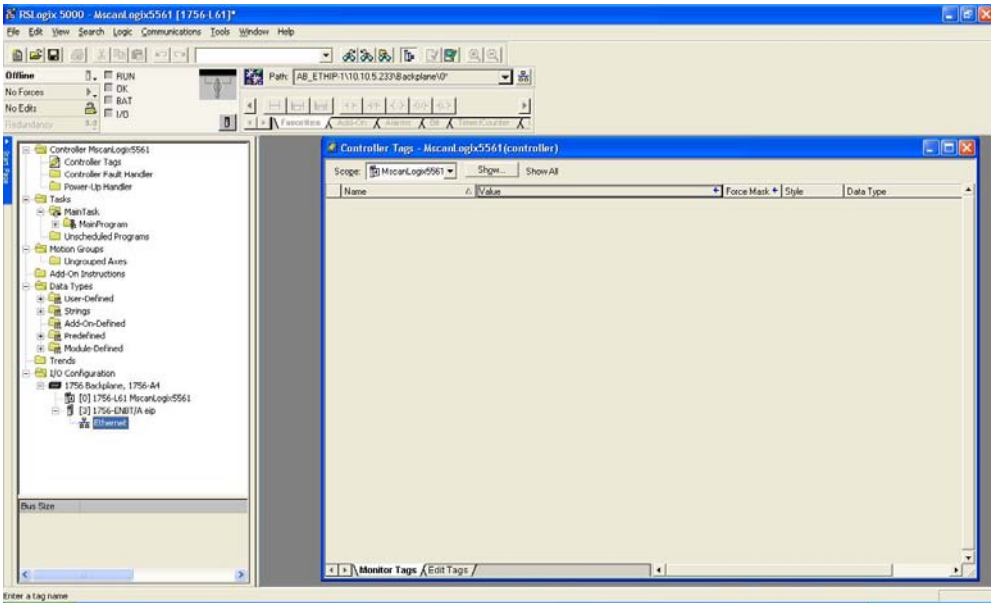 RSLogix 5000 - MscanLogix5561 [1756-L61]*
File Edit View Search Logic Communications Tools Window Help
Offline RUN
Path: AB_ETHIP-1\10.10.5.233\Backplane\0*
No Forces OK
No Edits BAT
I/O
Redundancy
Favorites Add-On Alarms Bit Timer/Counter
Start Page
Controller MscanLogix5561
Controller Tags
Controller Fault Handler
Power-Up Handler
Tasks
MainTask
MainProgram
Unscheduled Programs
Motion Groups
Ungrouped Axes
Add-On Instructions
Data Types
User-Defined
Strings
Add-On-Defined
Predefined
Module-Defined
Trends
I/O Configuration
1756 Backplane, 1756-A4
[0] 1756-L61 MscanLogix5561
[3] 1756-ENBT/A eip
Ethernet
Bus Size
Controller Tags - MscanLogix5561(controller)
Scope: MscanLogix5561 Show... Show All
Name Value Force Mask Style Data Type
Monitor Tags Edit Tags
Enter a tag name